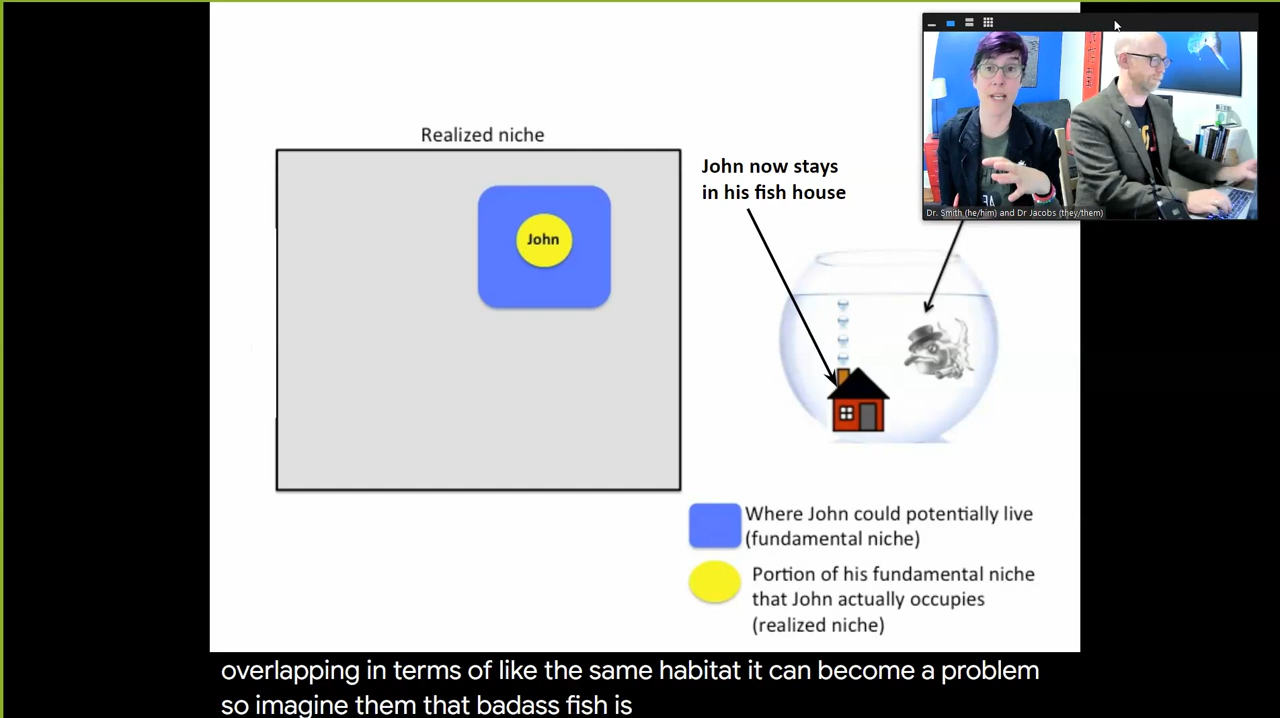 Realized niche
John
John now stays
in his fish house
Dr. Smith (he/him) and Dr Jacobs (they/them)
Where John could potentially live
(fundamental niche)
Portion of his fundamental niche
that John actually occupies
(realized niche)
overlapping in terms of like the same habitat it can become a problem
so imagine them that badass fish is